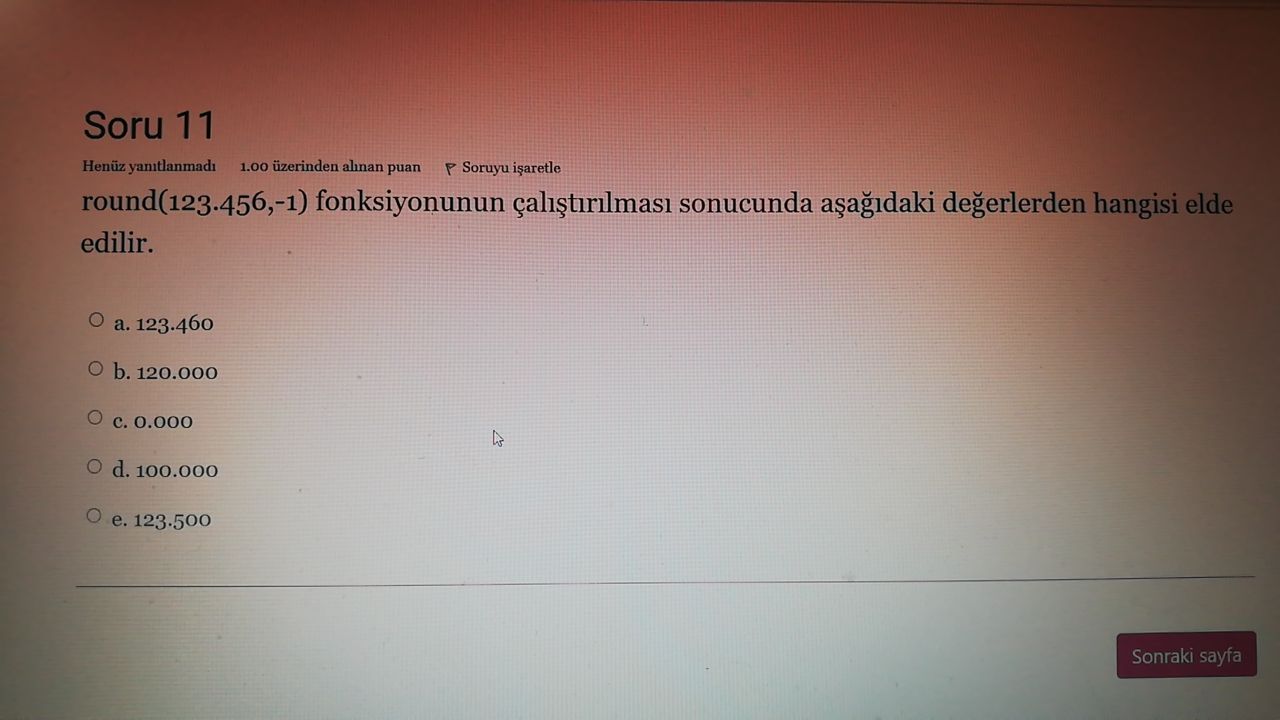 Soru 11
Henüz yanıtlanmadı 1.00 üzerinden alınan puan Soruyu işaretle
round(123.456,-1) fonksiyonunun çalıştırılması sonucunda aşağıdaki değerlerden hangisi elde
edilir.
a. 123.460
b. 120.000
c. 0.000
d. 100.000
e. 123.500
Sonraki sayfa